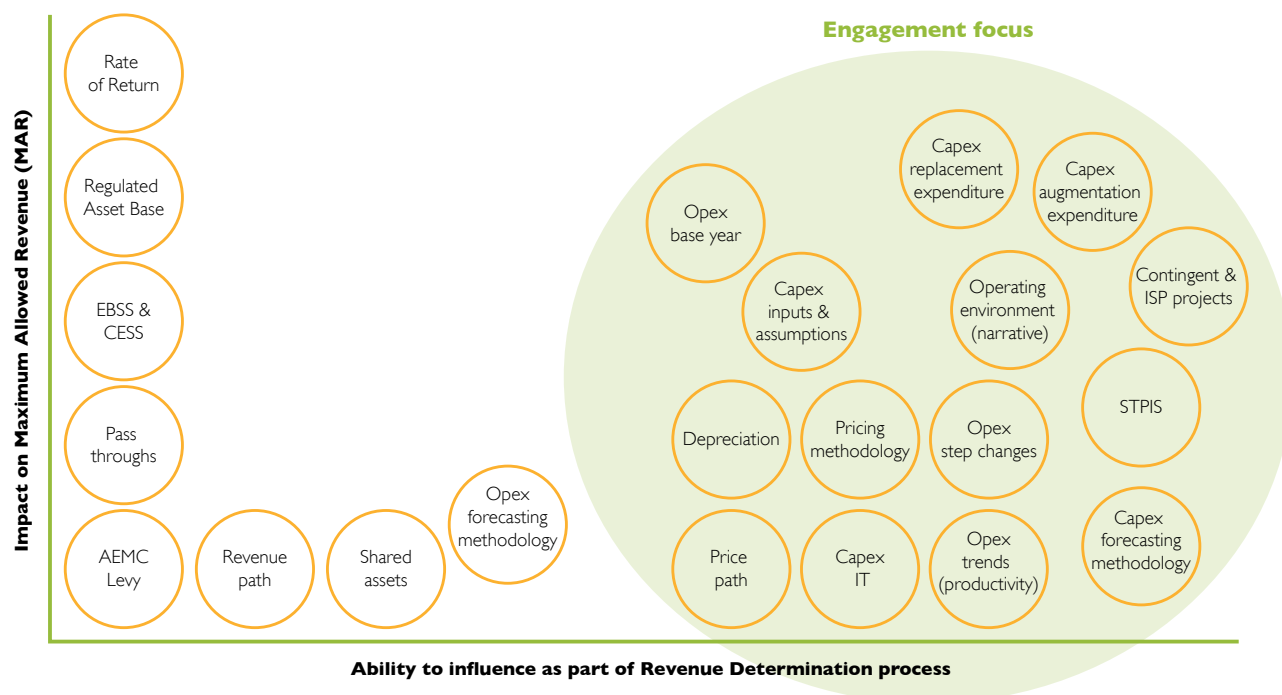 Engagement focus
Impact on Maximum Allowed Revenue (MAR)
Rate
of Return
Regulated
Asset Base
EBSS &
CESS
Pass
throughs
AEMC
Levy
Revenue
path
Shared
assets
Opex
forecasting
methodology
Opex
base year
Capex
inputs &
assumptions
Capex
replacement
expenditure
Capex
augmentation
expenditure
Contingent &
ISP projects
Operating
environment
(narrative)
STPIS
Depreciation
Pricing
methodology
Opex
step changes
Price
path
Capex
IT
Opex
trends
(productivity)
Capex
forecasting
methodology
Ability to influence as part of Revenue Determination process